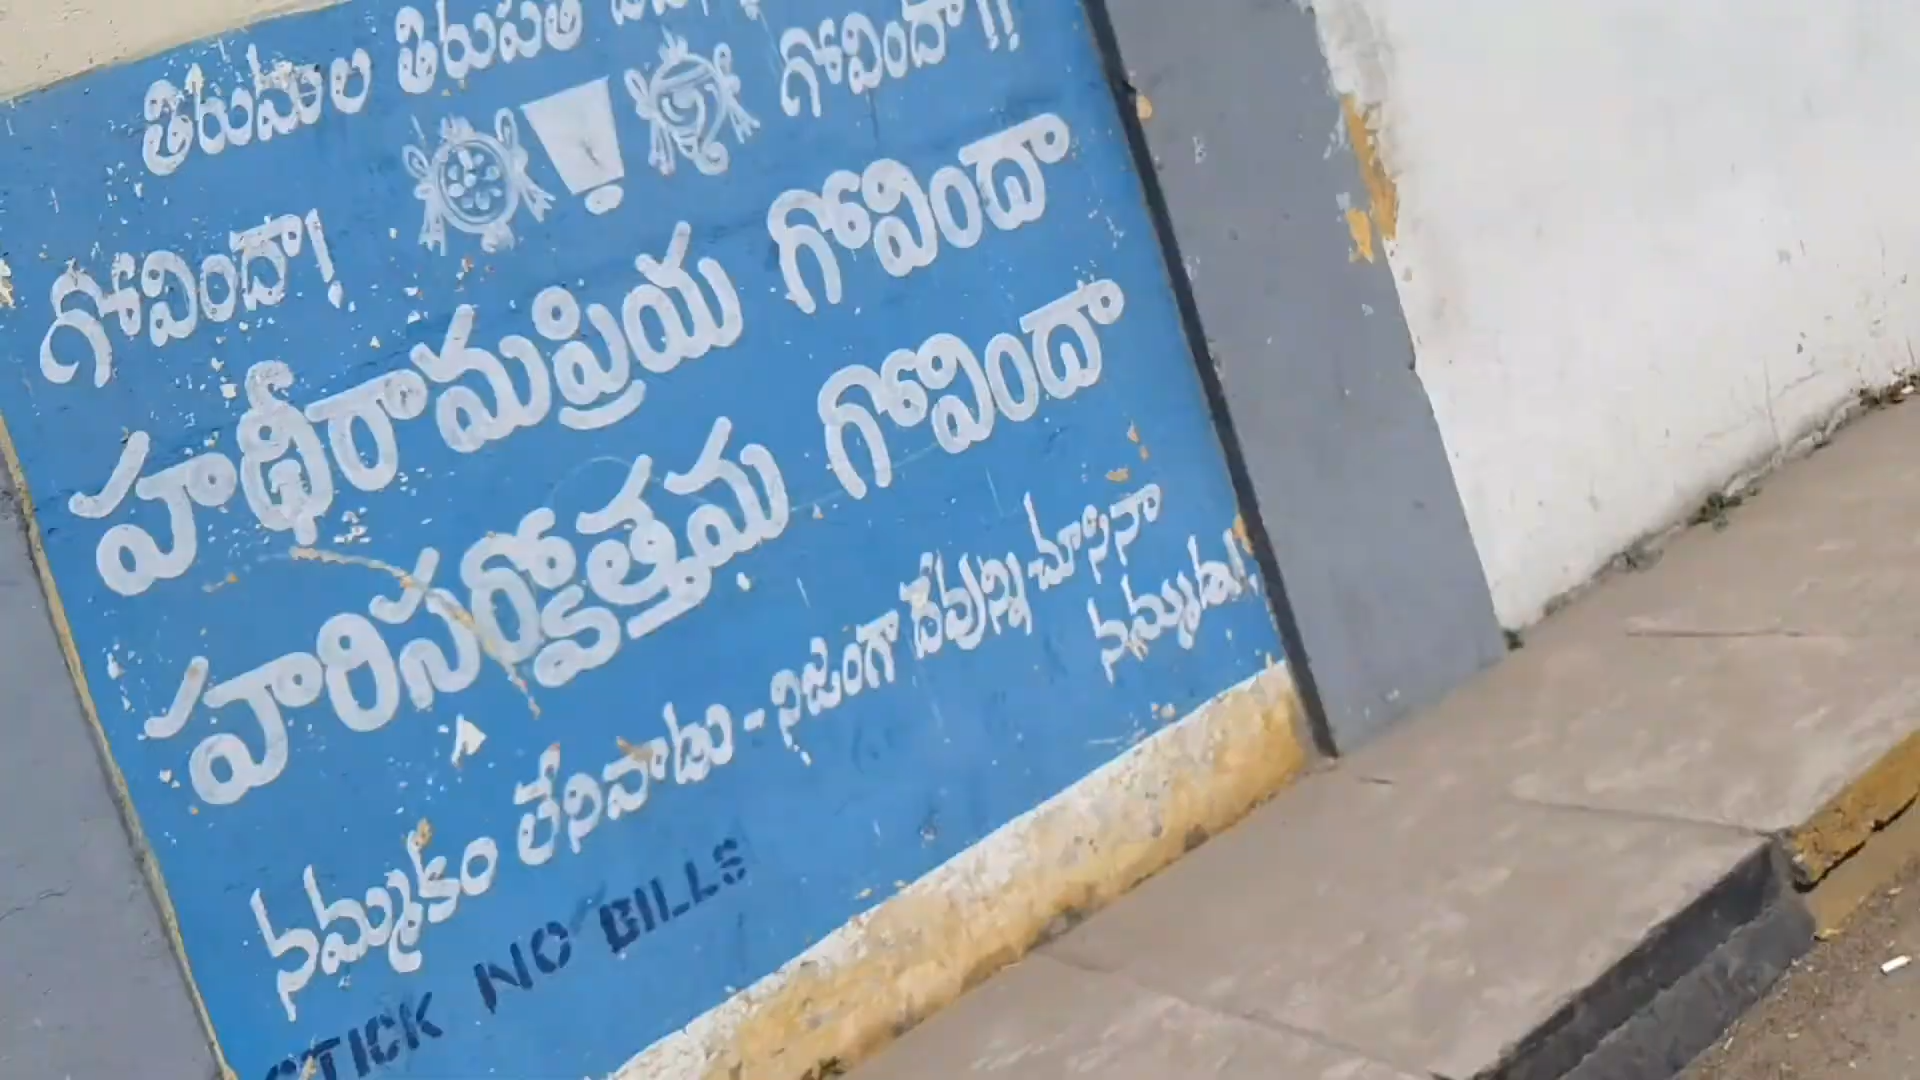 తిరుమల తిరుపతి
గోవిందా! గోవిందా!!
హథీరామప్రియ గోవిందా
హరిసర్వోత్తమ గోవిందా
నమ్మకం లేనివాడు - నిజంగా దేవున్ని చూసినా
నమ్మడు!.
STICK NO BILLS